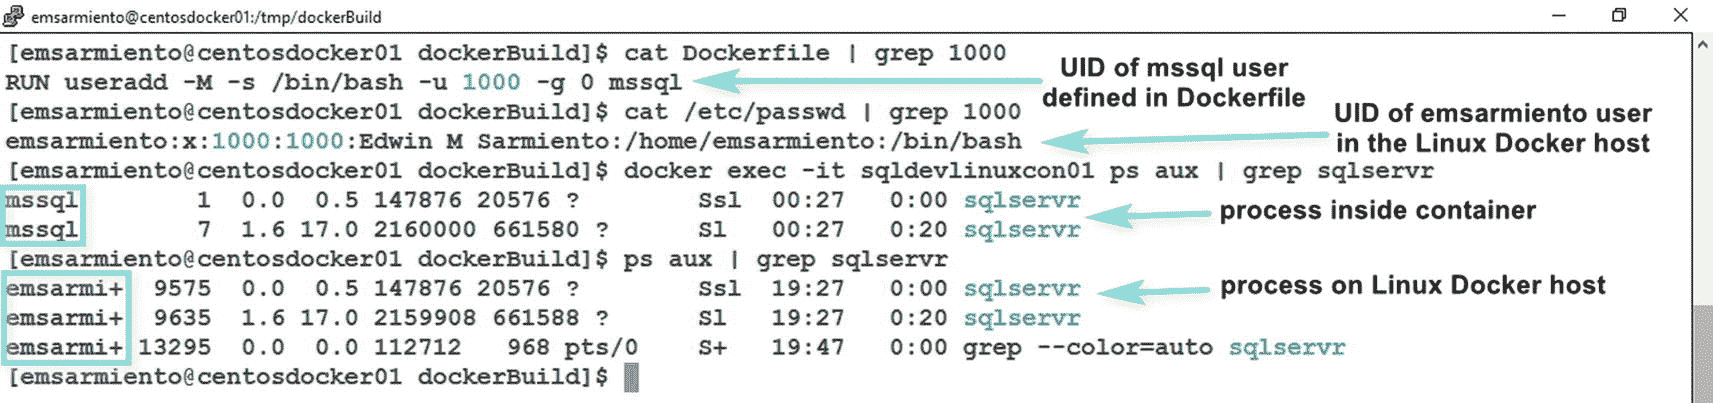 emsarmiento@centosdocker01:/tmp/dockerBuild
[emsarmiento@centosdocker01 dockerBuild]$ cat Dockerfile | grep 1000
RUN useradd -M -s /bin/bash -u 1000 -g 0 mssql
UID of mssql user
defined in Dockerfile
[emsarmiento@centosdocker01 dockerBuild]$ cat /etc/passwd | grep 1000
emsarmiento:x:1000:1000:Edwin M Sarmiento:/home/emsarmiento:/bin/bash
UID of emsarmiento user
in the Linux Docker host
[emsarmiento@centosdocker01 dockerBuild]$ docker exec -it sqldevlinuxcon01 ps aux | grep sqlservr
mssql 1 0.0 0.5 147876 20576 ? Ssl 00:27 0:00 sqlservr
mssql 7 1.6 17.0 2160000 661580 ? Sl 00:27 0:20 sqlservr
process inside container
[emsarmiento@centosdocker01 dockerBuild]$ ps aux | grep sqlservr
emsarmi+ 9575 0.0 0.5 147876 20576 ? Ssl 19:27 0:00 sqlservr
process on Linux Docker host
emsarmi+ 9635 1.6 17.0 2159908 661588 ? Sl 19:27 0:20 sqlservr
emsarmi+ 13295 0.0 0.0 112712 968 pts/0 S+ 19:47 0:00 grep --color=auto sqlservr
[emsarmiento@centosdocker01 dockerBuild]$